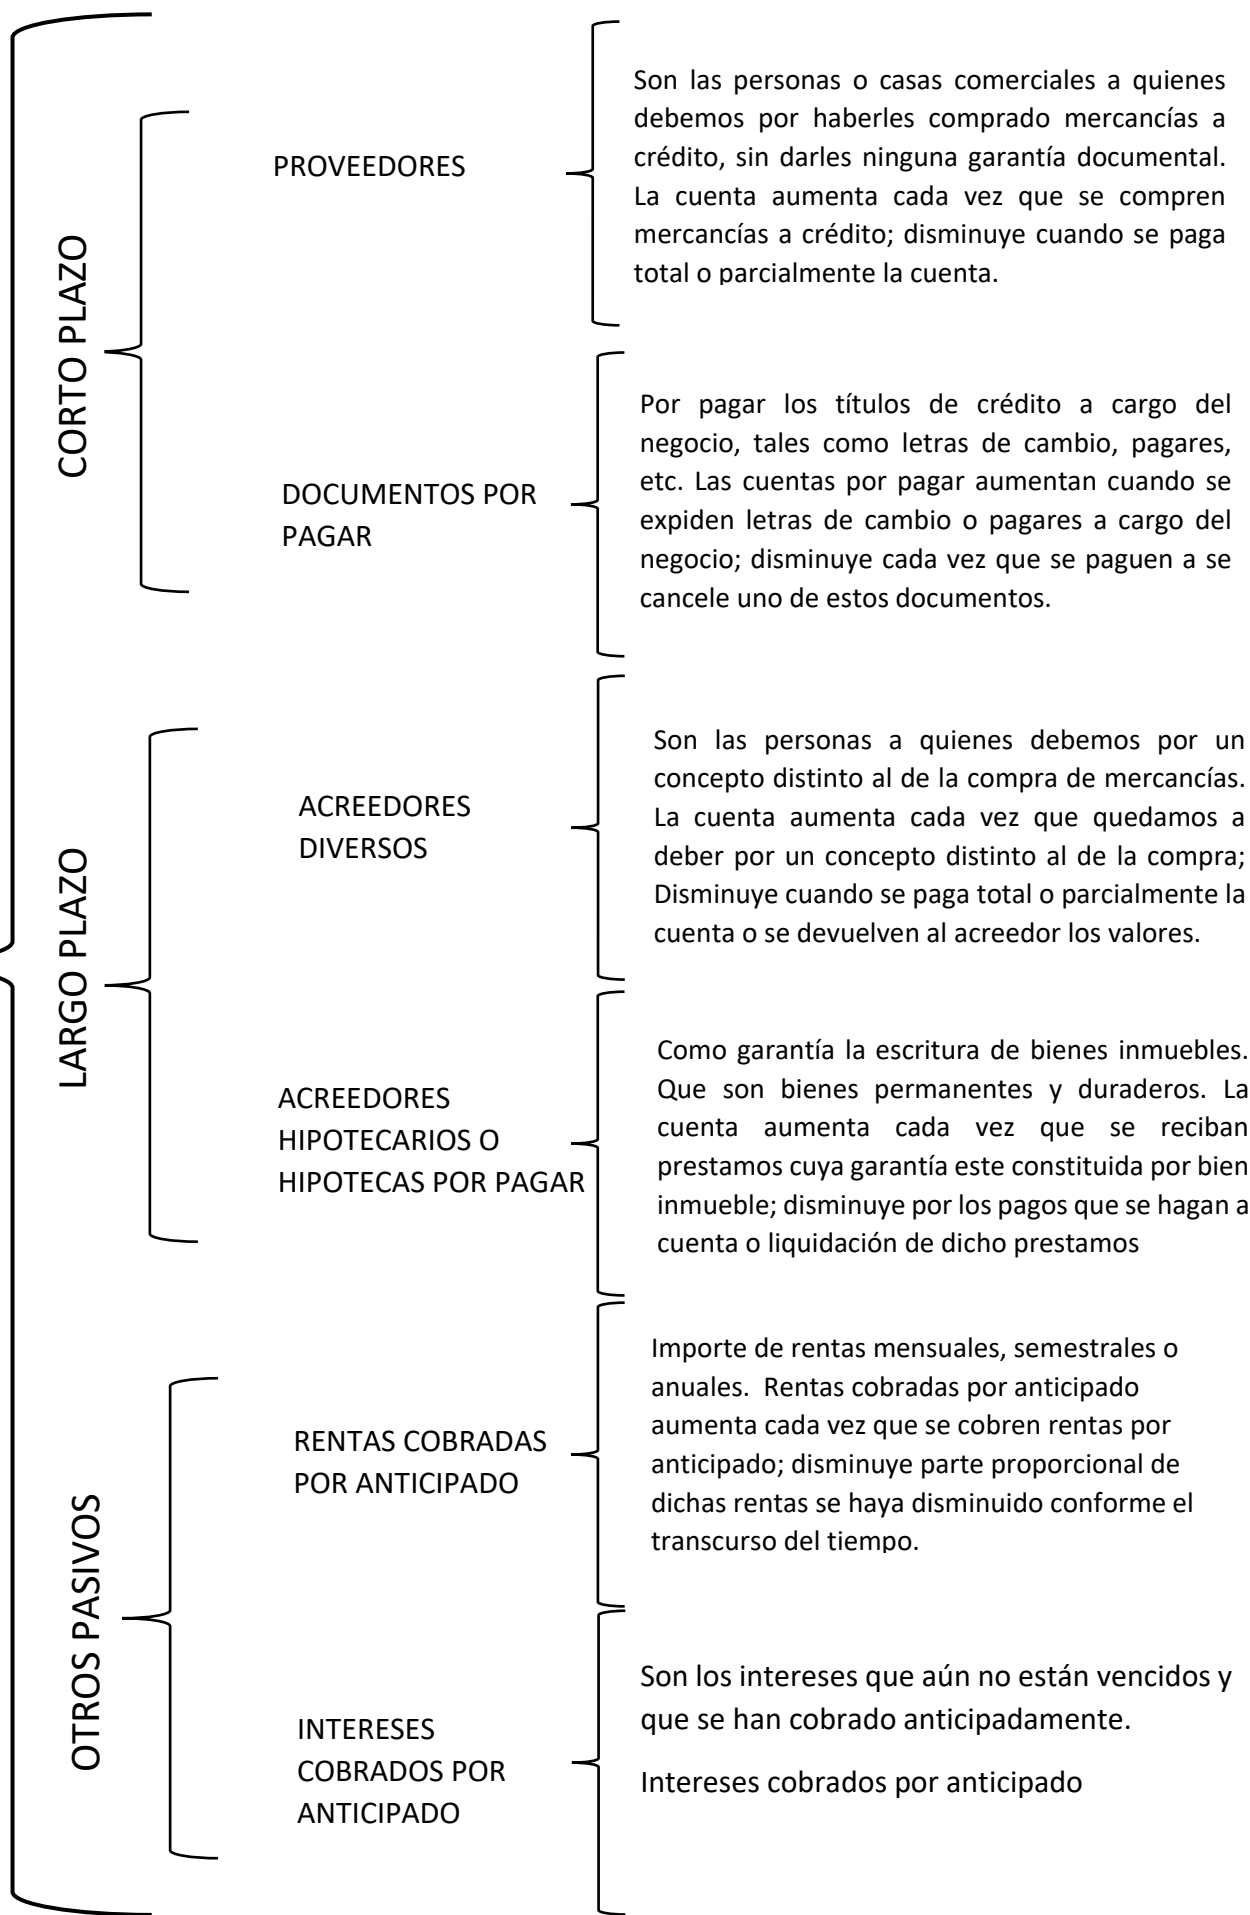 CORTO PLAZO
PROVEEDORES
Son las personas o casas comerciales a quienes
debemos por haberles comprado mercancías a
crédito, sin darles ninguna garantía documental.
La cuenta aumenta cada vez que se compren
mercancías a crédito; disminuye cuando se paga
total o parcialmente la cuenta.
DOCUMENTOS POR
PAGAR
Por pagar los títulos de crédito a cargo del
negocio, tales como letras de cambio, pagares,
etc. Las cuentas por pagar aumentan cuando se
expiden letras de cambio o pagares a cargo del
negocio; disminuye cada vez que se paguen a se
cancele uno de estos documentos.
LARGO PLAZO
ACREEDORES
DIVERSOS
Son las personas a quienes debemos por un
concepto distinto al de la compra de mercancías.
La cuenta aumenta cada vez que quedamos a
deber por un concepto distinto al de la compra;
Disminuye cuando se paga total o parcialmente la
cuenta o se devuelven al acreedor los valores.
ACREEDORES
HIPOTECARIOS O
HIPOTECAS POR PAGAR
Como garantía la escritura de bienes inmuebles.
Que son bienes permanentes y duraderos. La
cuenta aumenta cada vez que se reciban
prestamos cuya garantía este constituida por bien
inmueble; disminuye por los pagos que se hagan a
cuenta o liquidación de dicho prestamos
OTROS PASIVOS
RENTAS COBRADAS
POR ANTICIPADO
Importe de rentas mensuales, semestrales o
anuales. Rentas cobradas por anticipado
aumenta cada vez que se cobren rentas por
anticipado; disminuye parte proporcional de
dichas rentas se haya disminuido conforme el
transcurso del tiempo.
INTERESES
COBRADOS POR
ANTICIPADO
Son los intereses que aún no están vencidos y
que se han cobrado anticipadamente.
Intereses cobrados por anticipado